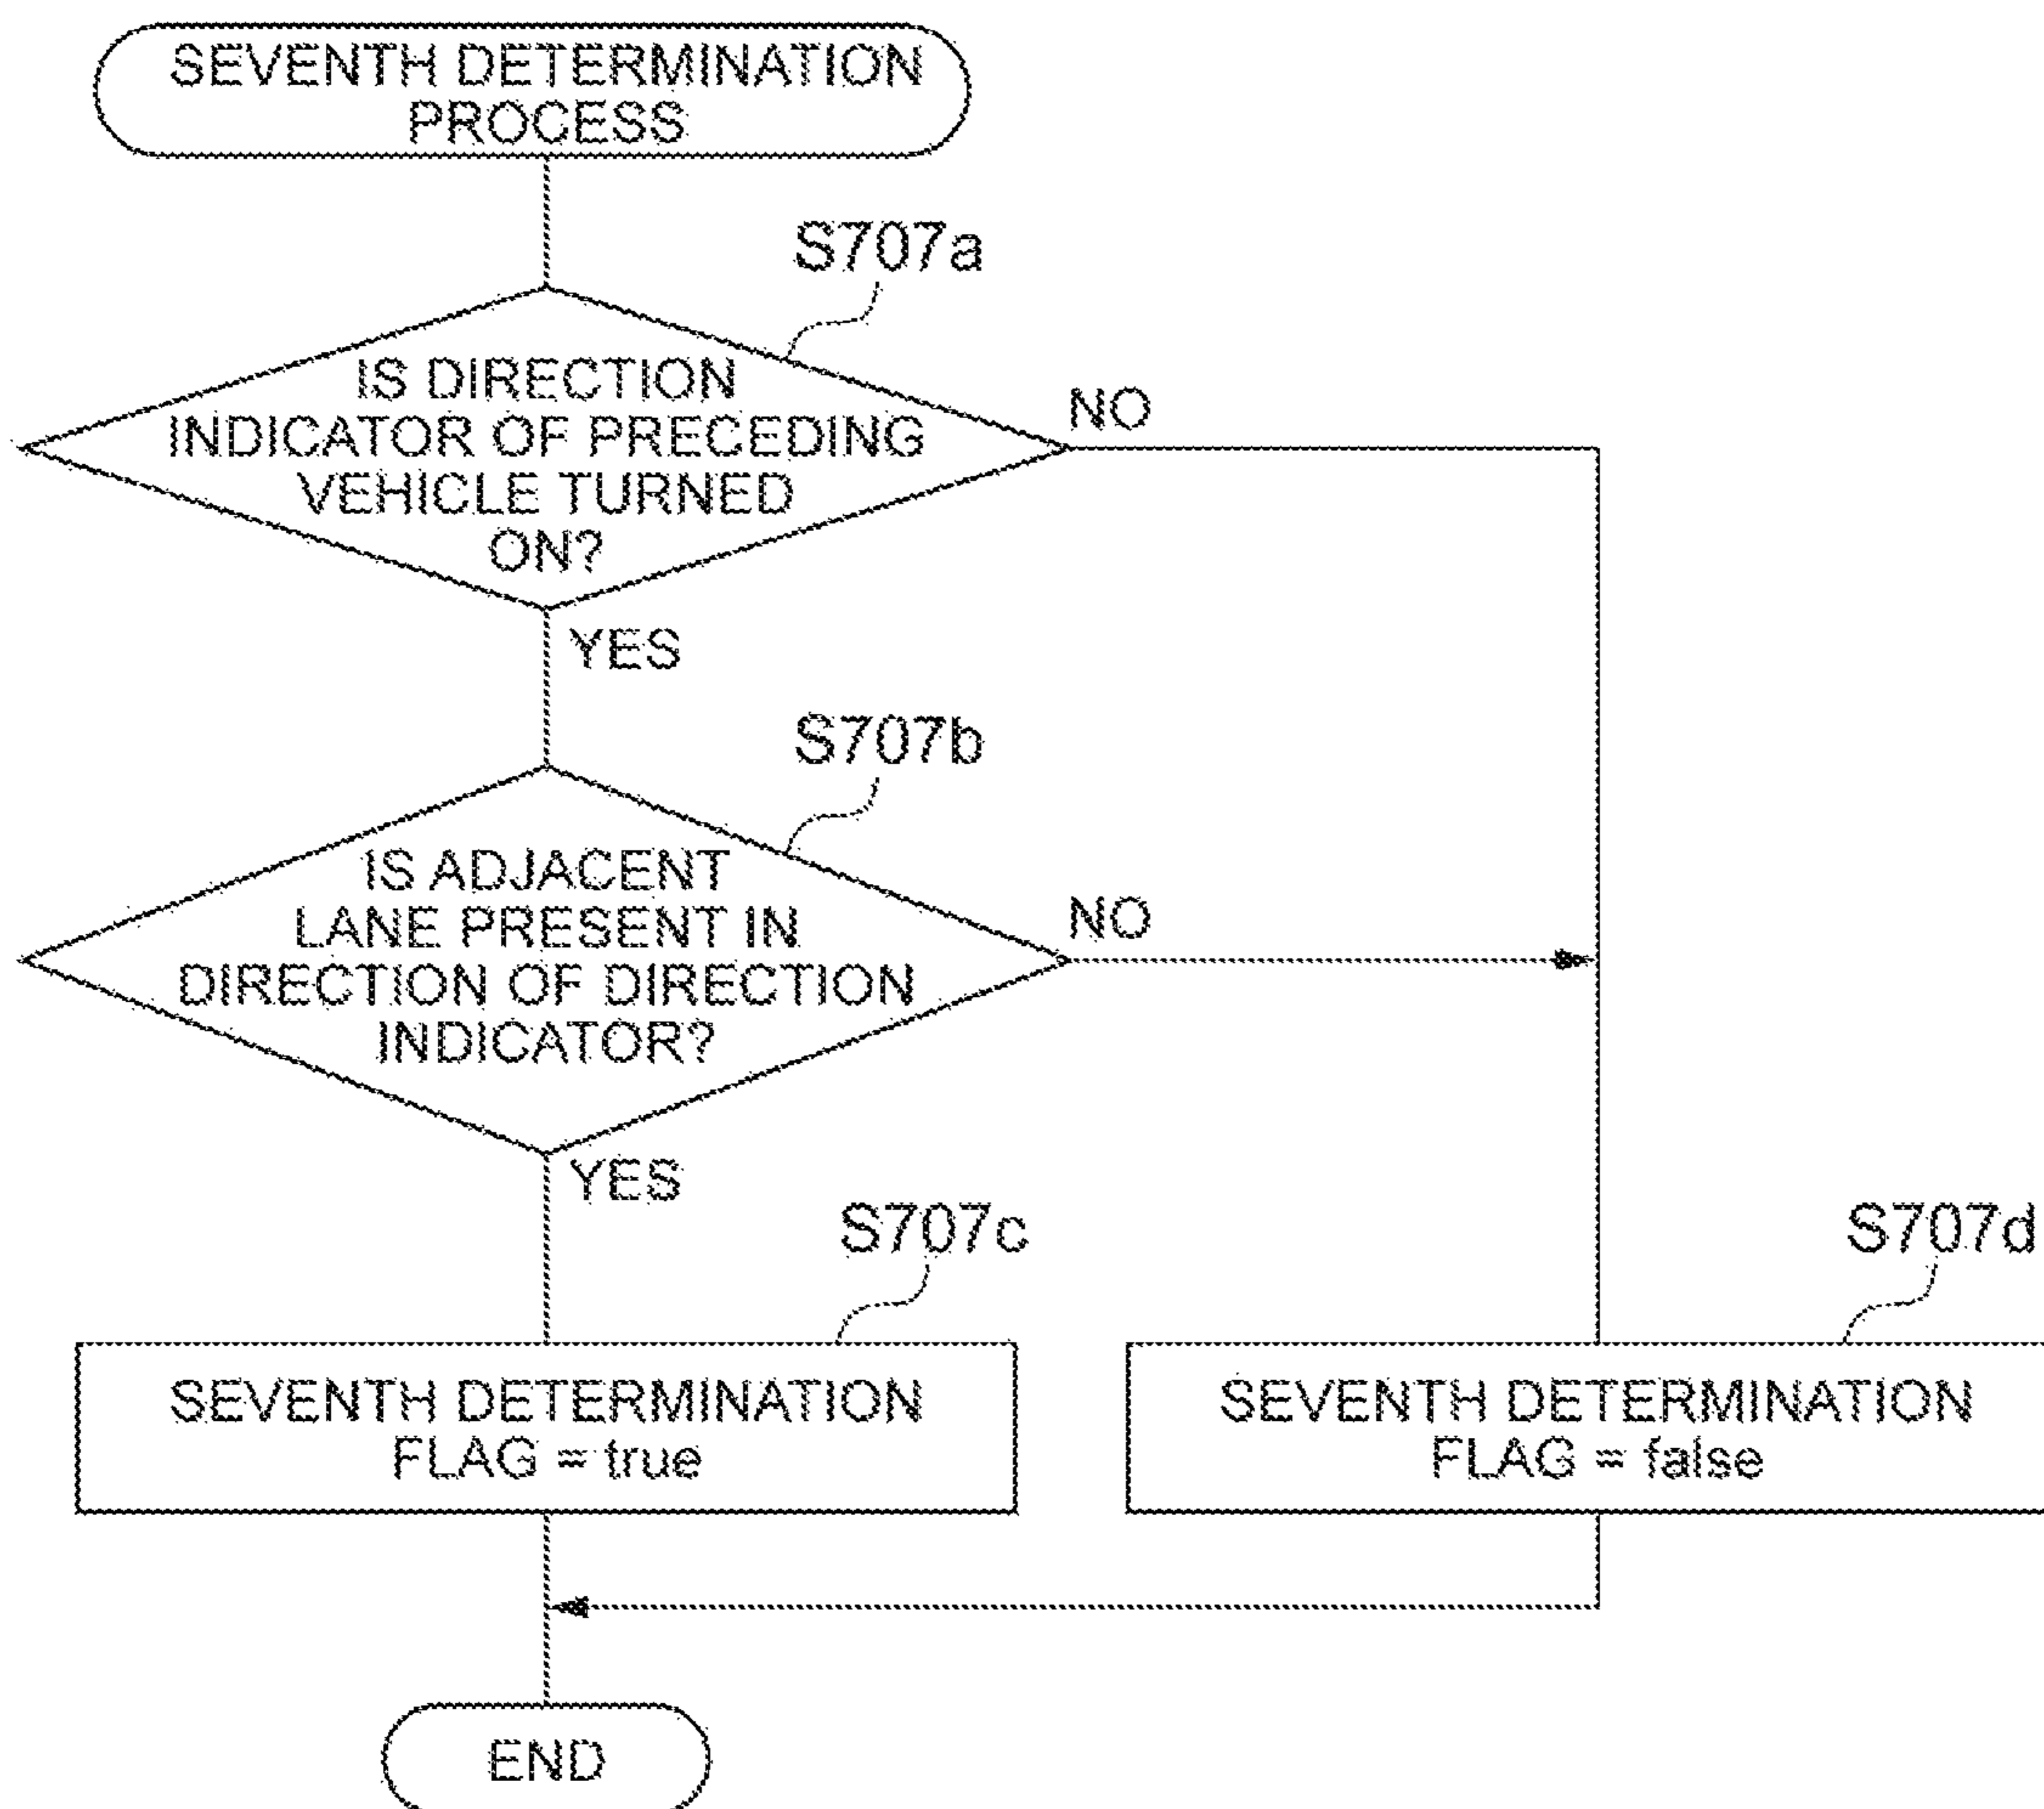 SEVENTH DETERMINATION
PROCESS
S707a
IS DIRECTION
INDICATOR OF PRECEDING
VEHICLE TURNED
ON?
NO
YES
S707b
IS ADJACENT
LANE PRESENT IN
DIRECTION OF DIRECTION
INDICATOR?
NO
YES
S707c
S707d
SEVENTH DETERMINATION
FLAG = true
SEVENTH DETERMINATION
FLAG = false
END